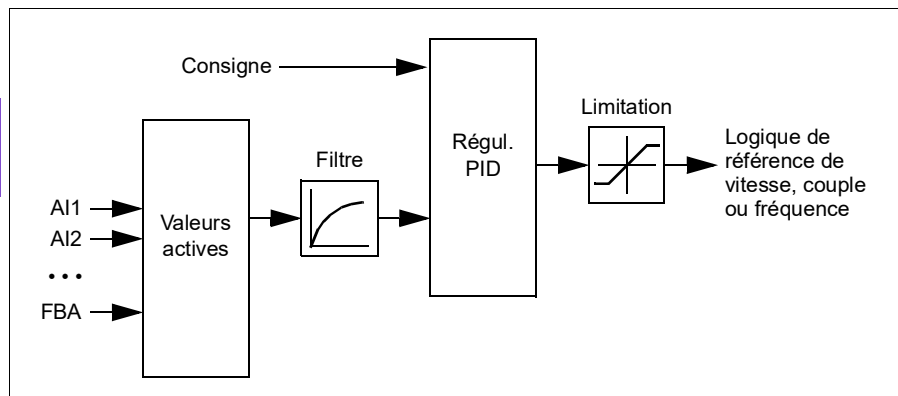 Consigne
Limitation
Régul.
PID
Logique de
référence de
vitesse, couple
ou fréquence
Filtre
AI1
AI2
...
FBA
Valeurs
actives